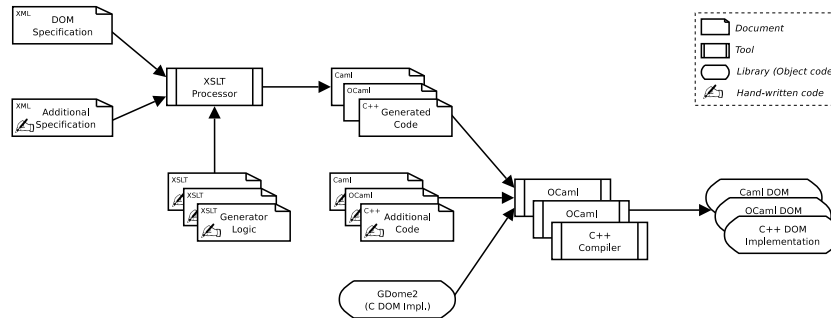 XML
DOM
Specification
XML
Additional
Specification
XSLT
Processor
XSLT
XSLT
XSLT
Generator
Logic
Caml
OCaml
C++
Generated
Code
Caml
OCaml
C++
Additional
Code
GDome2
(C DOM Impl.)
OCaml
OCaml
C++
Compiler
Caml DOM
OCaml DOM
C++ DOM
Implementation
Document
Tool
Library (Object code)
Hand-written code